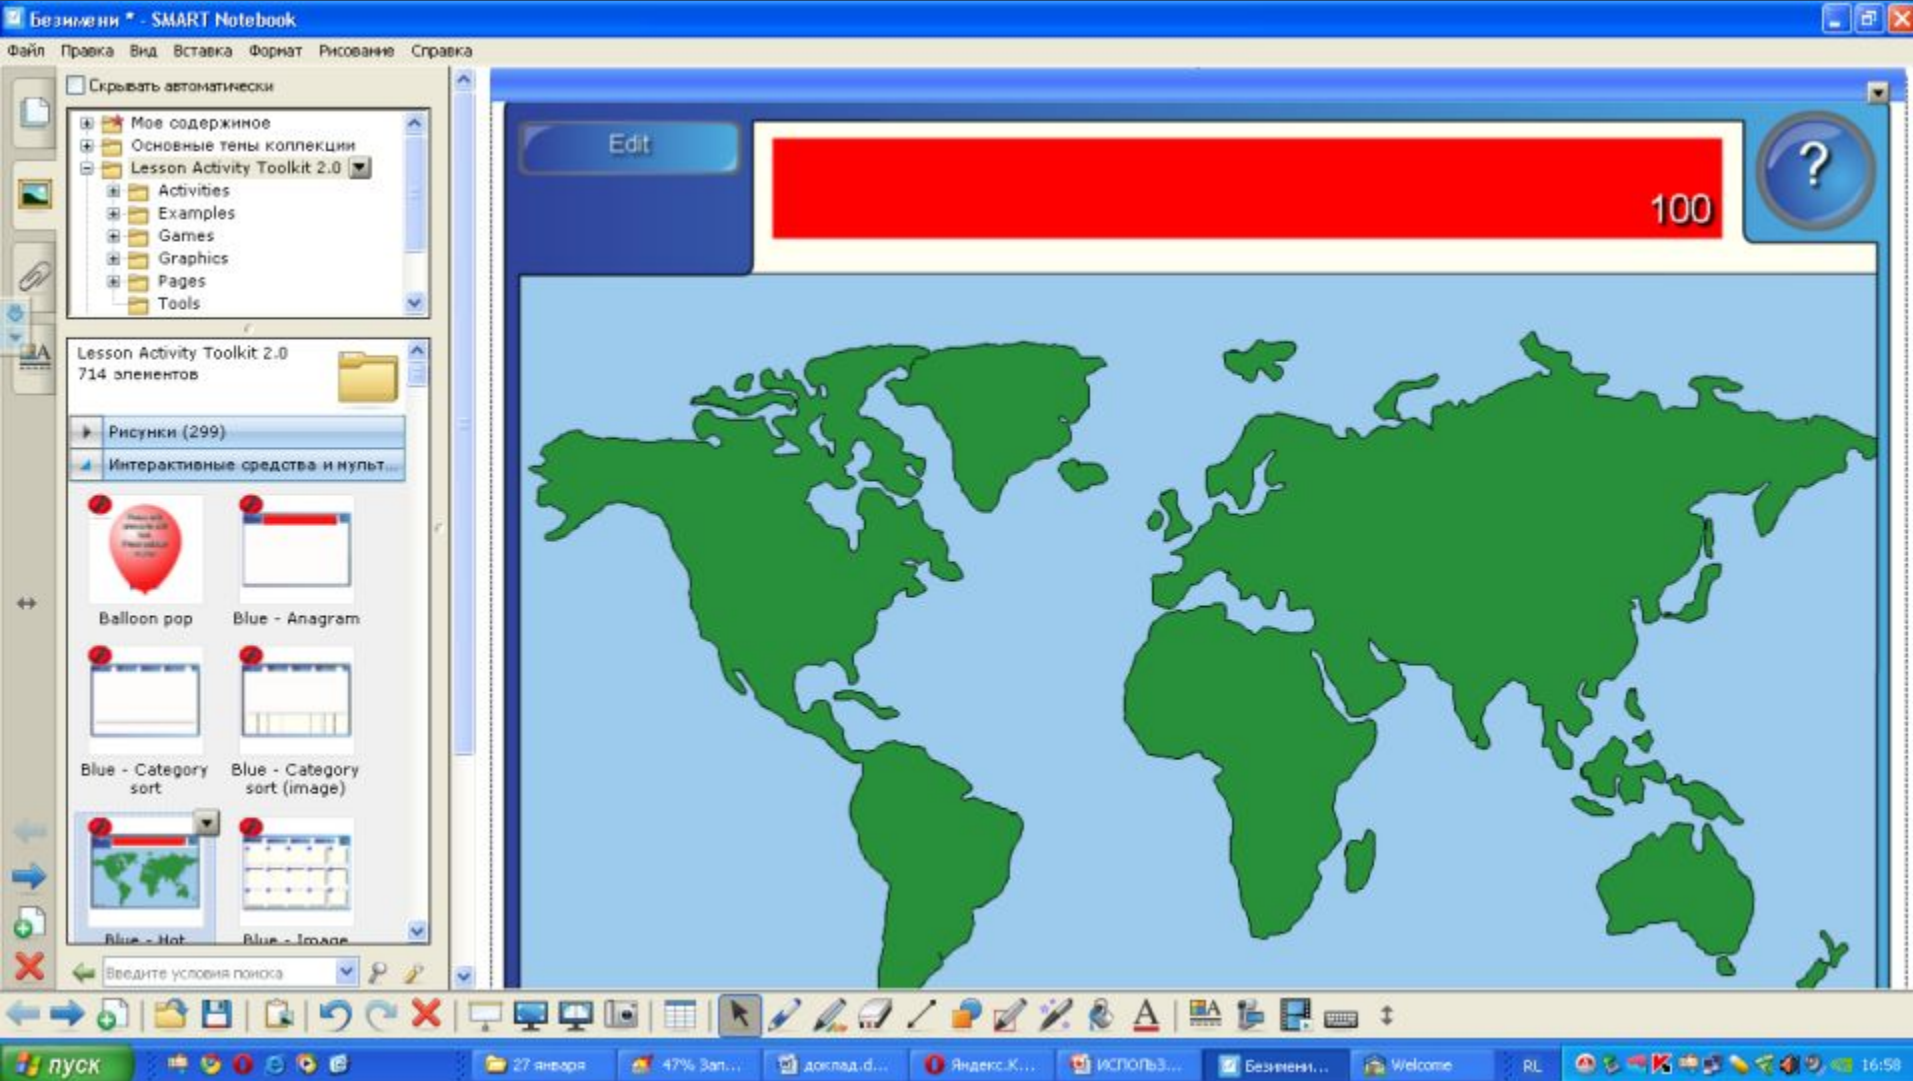 Безимени * - SMART Notebook
Файл Правка Вид Вставка Формат Рисование Справка
Скрывать автоматически
Мое содержимое
Основные темы коллекции
Lesson Activity Toolkit 2.0
Activities
Examples
Games
Graphics
Pages
Tools
Lesson Activity Toolkit 2.0
714 элементов
Рисунки (299)
Интерактивные средства и мульт...
Balloon pop
Blue - Anagram
Blue - Category
sort
Blue - Category
sort (image)
Blue - Hot
Blue - Image
Введите условия поиска
Edit
100
?
пуск
27 января
47% Зап...
доклад.d...
Яндекс.К...
ИСПОЛЬЗ...
Безимени...
Welcome
RL
16:58